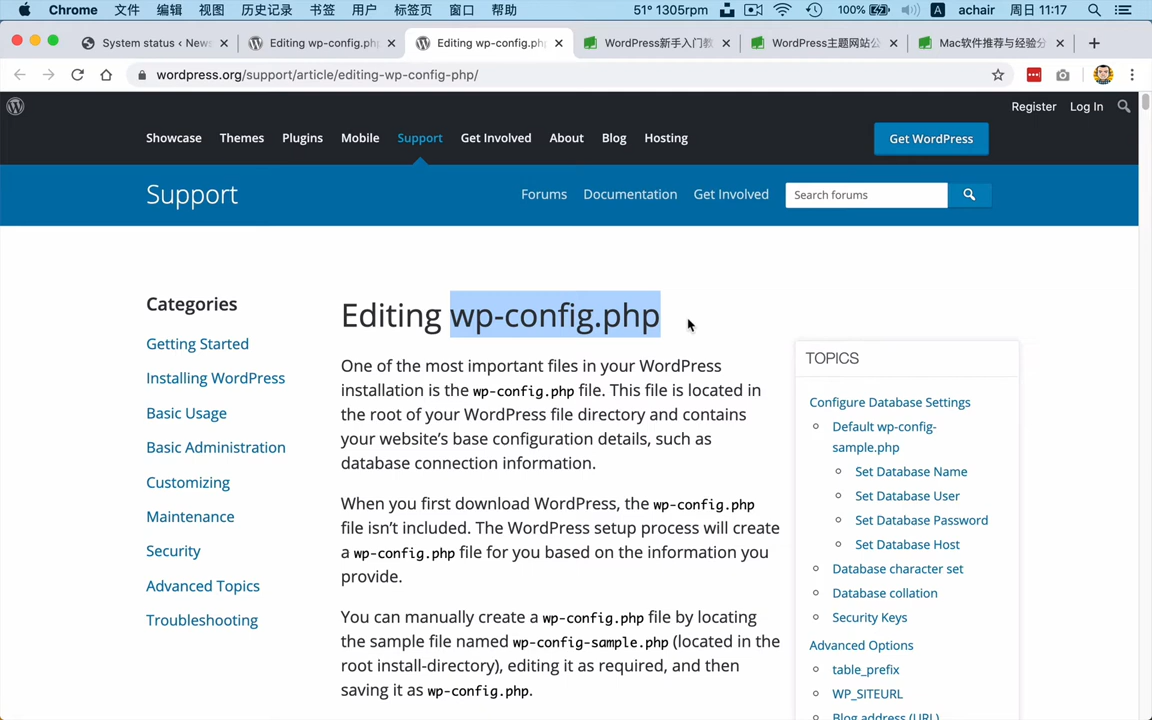 Chrome 文件 编辑 视图 历史记录 书签 用户 标签页 窗口 帮助 51° 1305rpm 100% A achair 周日 11:17
System status ‹ News
Editing wp-config.php
Editing wp-config.php
WordPress新手入门教
WordPress主题网站公
Mac软件推荐与经验分
wordpress.org/support/article/editing-wp-config-php/
Register Log In
Showcase Themes Plugins Mobile Support Get Involved About Blog Hosting Get WordPress
Support Forums Documentation Get Involved Search forums
Categories
Getting Started
Installing WordPress
Basic Usage
Basic Administration
Customizing
Maintenance
Security
Advanced Topics
Troubleshooting
Editing wp-config.php
One of the most important files in your WordPress
installation is the wp-config.php file. This file is located in
the root of your WordPress file directory and contains
your website's base configuration details, such as
database connection information.
When you first download WordPress, the wp-config.php
file isn't included. The WordPress setup process will create
a wp-config.php file for you based on the information you
provide.
You can manually create a wp-config.php file by locating
the sample file named wp-config-sample.php (located in the
root install-directory), editing it as required, and then
saving it as wp-config.php.
TOPICS
Configure Database Settings
Default wp-config-
sample.php
Set Database Name
Set Database User
Set Database Password
Set Database Host
Database character set
Database collation
Security Keys
Advanced Options
table_prefix
WP_SITEURL
Blog address (URL)